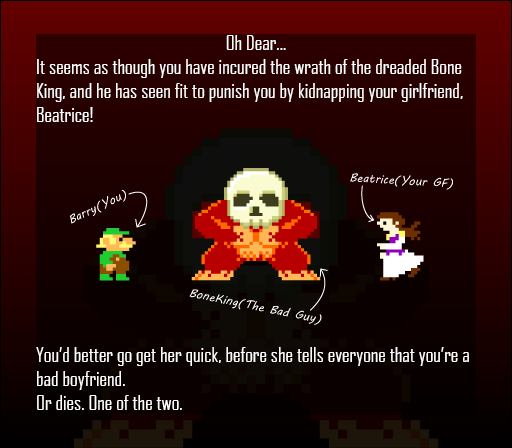 Oh Dear...
It seems as though you have incured the wrath of the dreaded Bone
King, and he has seen fit to punish you by kidnapping your girlfriend,
Beatrice!
Barry(You)
Beatrice(Your GF)
BoneKing(The Bad Guy)
You'd better go get her quick, before she tells everyone that you're a
bad boyfriend.
Or dies. One of the two.